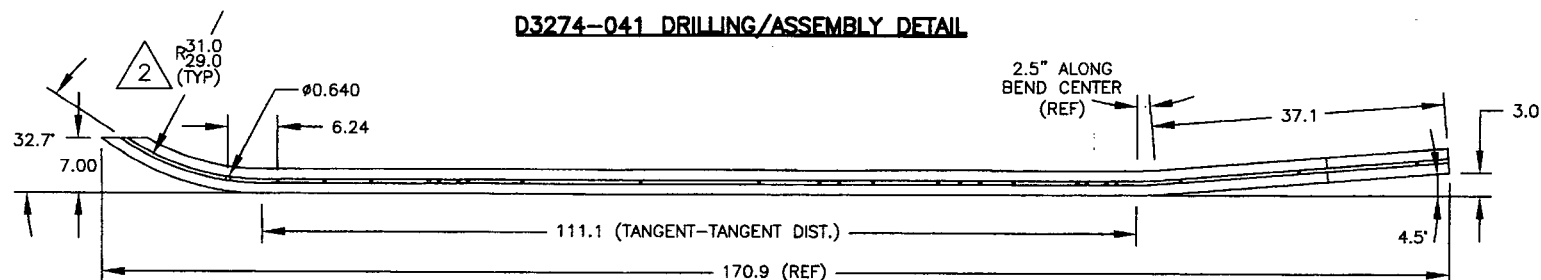 D3274-041 DRILLING/ASSEMBLY DETAIL
R31.0
29.0
(TYP)
2
ø0.640
6.24
2.5" ALONG
BEND CENTER
(REF)
37.1
3.0
32.7°
7.00
111.1 (TANGENT-TANGENT DIST.)
4.5°
170.9 (REF)